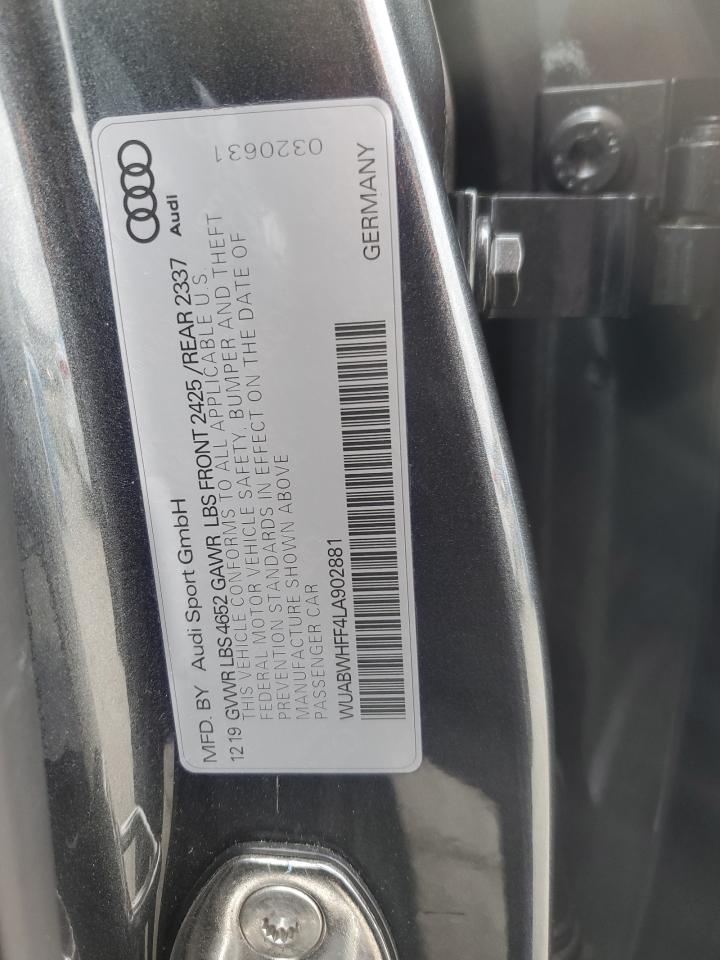 MFD. BY Audi Sport GmbH
Audi
1219 GVWR LBS 4652 GAWR LBS FRONT 2425 /REAR 2337
THIS VEHICLE CONFORMS TO ALL APPLICABLE U.S.
FEDERAL MOTOR VEHICLE SAFETY, BUMPER AND THEFT
PREVENTION STANDARDS IN EFFECT ON THE DATE OF
MANUFACTURE SHOWN ABOVE
PASSENGER CAR
0320631
WUABWHFF4LA902881
GERMANY